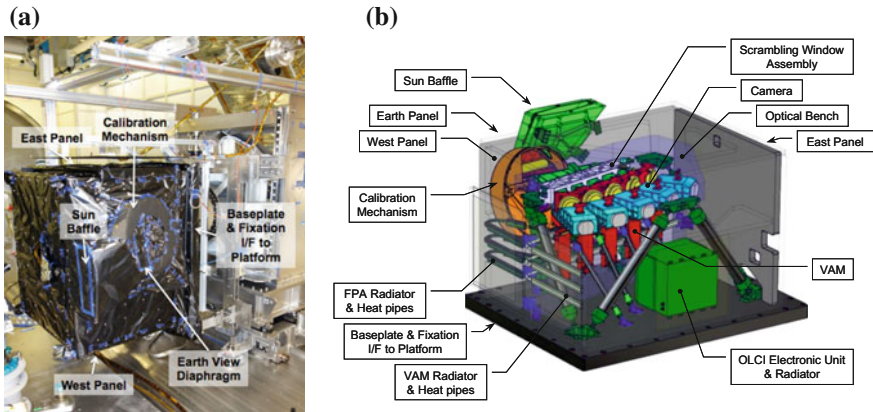 (a)
Calibration
Mechanism
East Panel
Sun
Baffle
Baseplate
& Fixation
I/F to
Platform
Earth View
Diaphragm
West Panel
(b)
Scrambling Window
Assembly
Sun Baffle
Camera
Earth Panel
Optical Bench
West Panel
East Panel
Calibration
Mechanism
VAM
FPA Radiator
& Heat pipes
Baseplate & Fixation
I/F to Platform
VAM Radiator
& Heat pipes
OLCI Electronic Unit
& Radiator